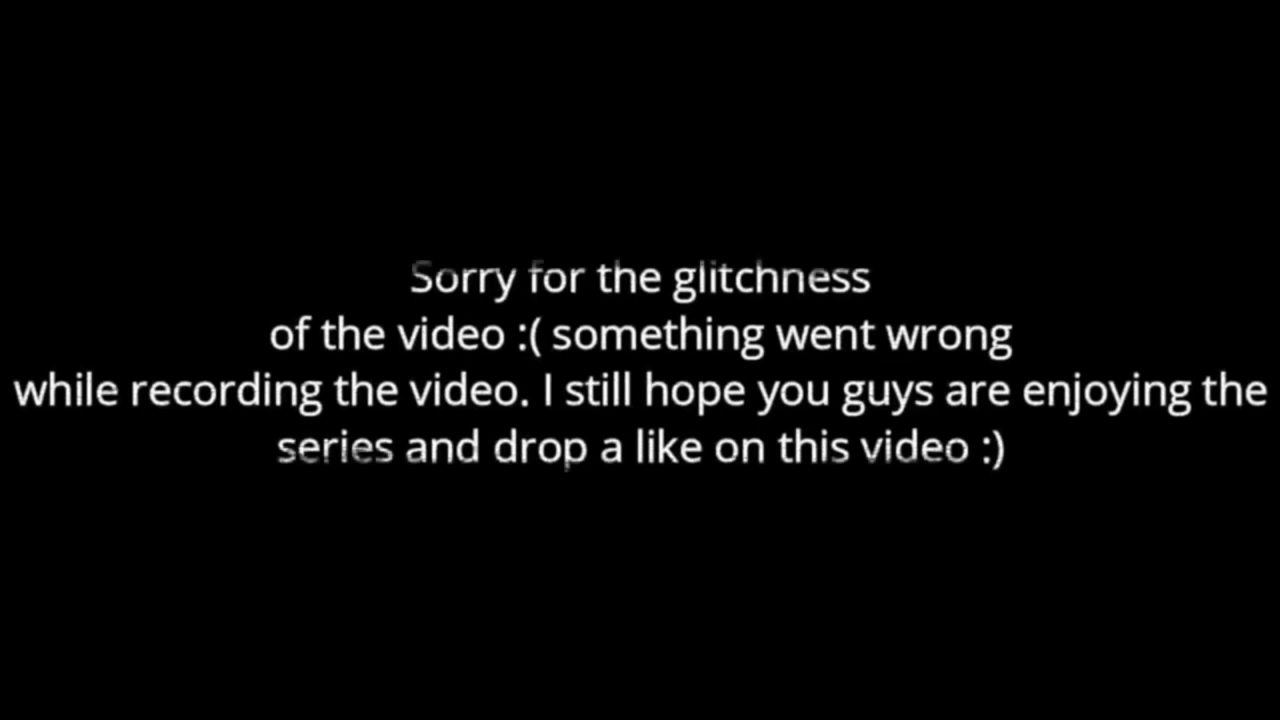 Sorry for the glitchness
of the video :( something went wrong
while recording the video. I still hope you guys are enjoying the
series and drop a like on this video :)